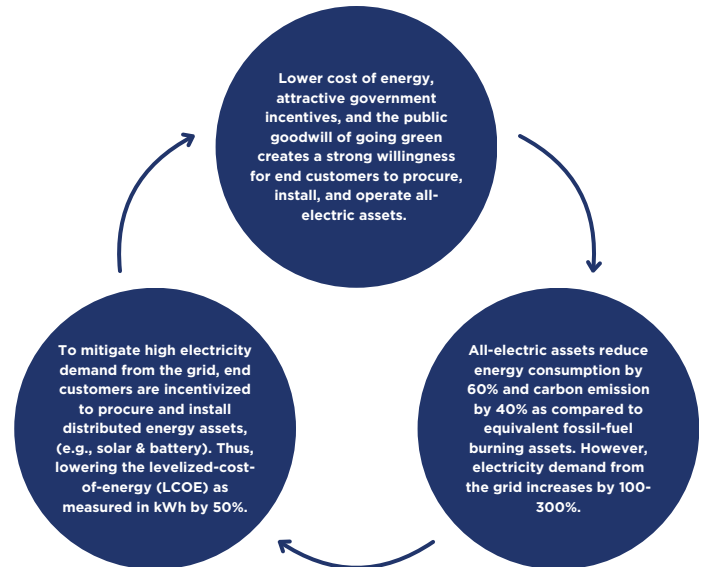 Lower cost of energy,
attractive government
incentives, and the public
goodwill of going green
creates a strong willingness
for end customers to procure,
install, and operate all-
electric assets.
To mitigate high electricity
demand from the grid, end
customers are incentivized
to procure and install
distributed energy assets,
(e.g., solar & battery). Thus,
lowering the levelized-cost-
of-energy (LCOE) as
measured in kWh by 50%.
All-electric assets reduce
energy consumption by
60% and carbon emission
by 40% as compared to
equivalent fossil-fuel
burning assets. However,
electricity demand from
the grid increases by 100-
300%.